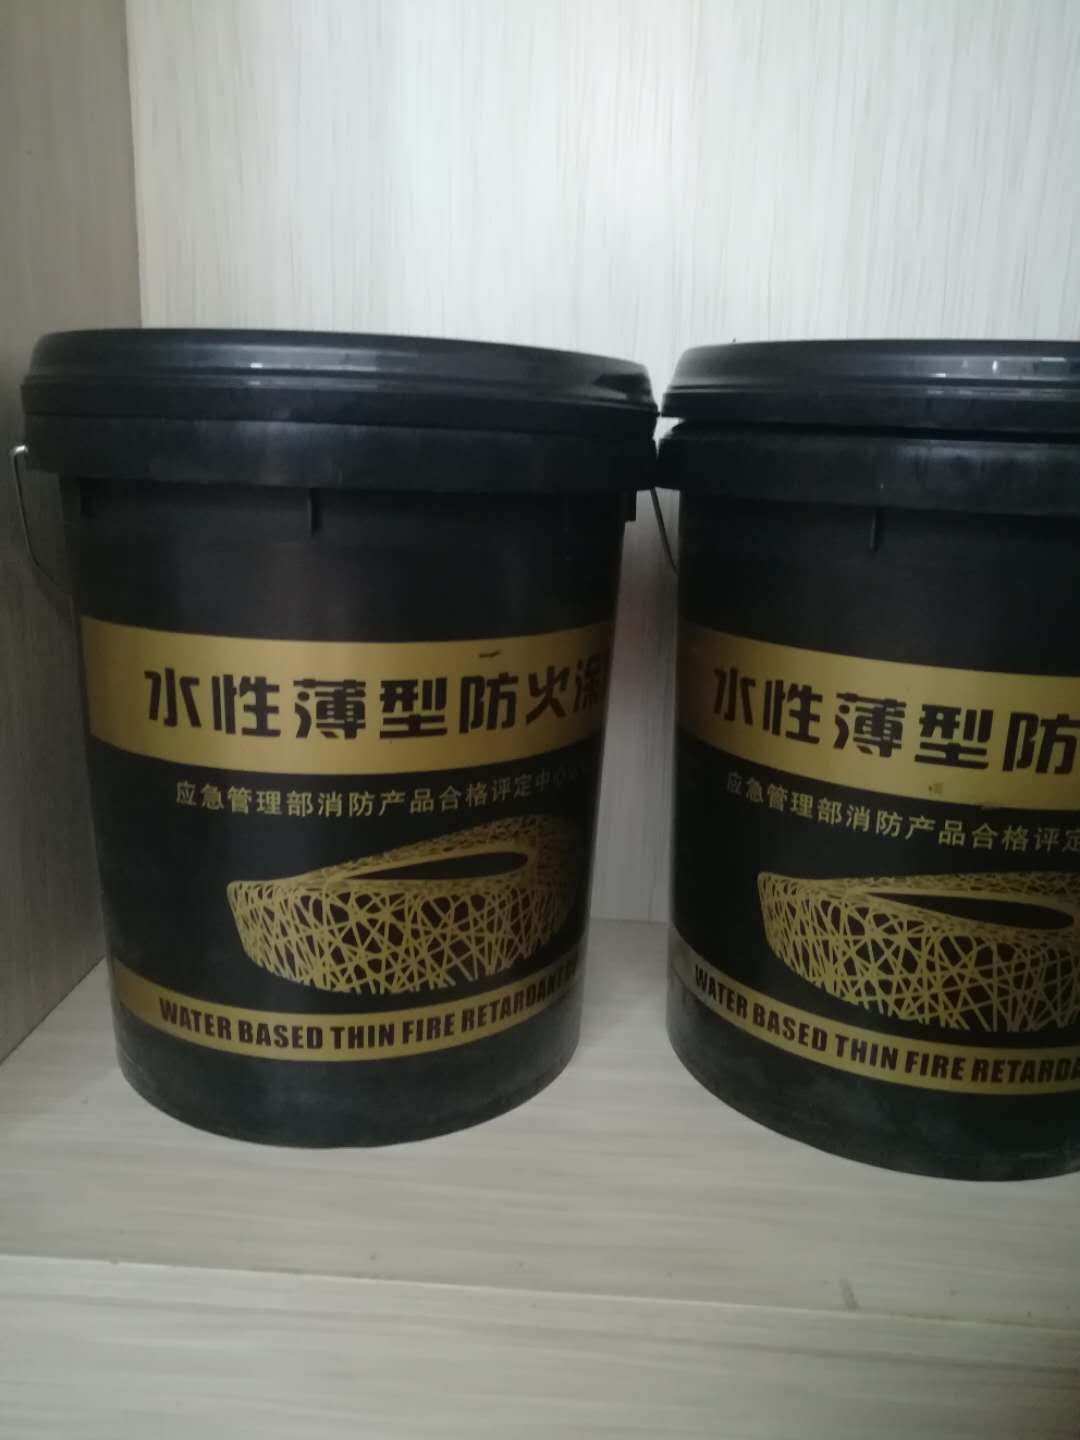 水性薄型防火涂
应急管理部消防产品合格评定中心
WATER BASED THIN FIRE RETARDANT
水性薄型防
应急管理部消防产品合格评定
WATER BASED THIN FIRE RETARDA